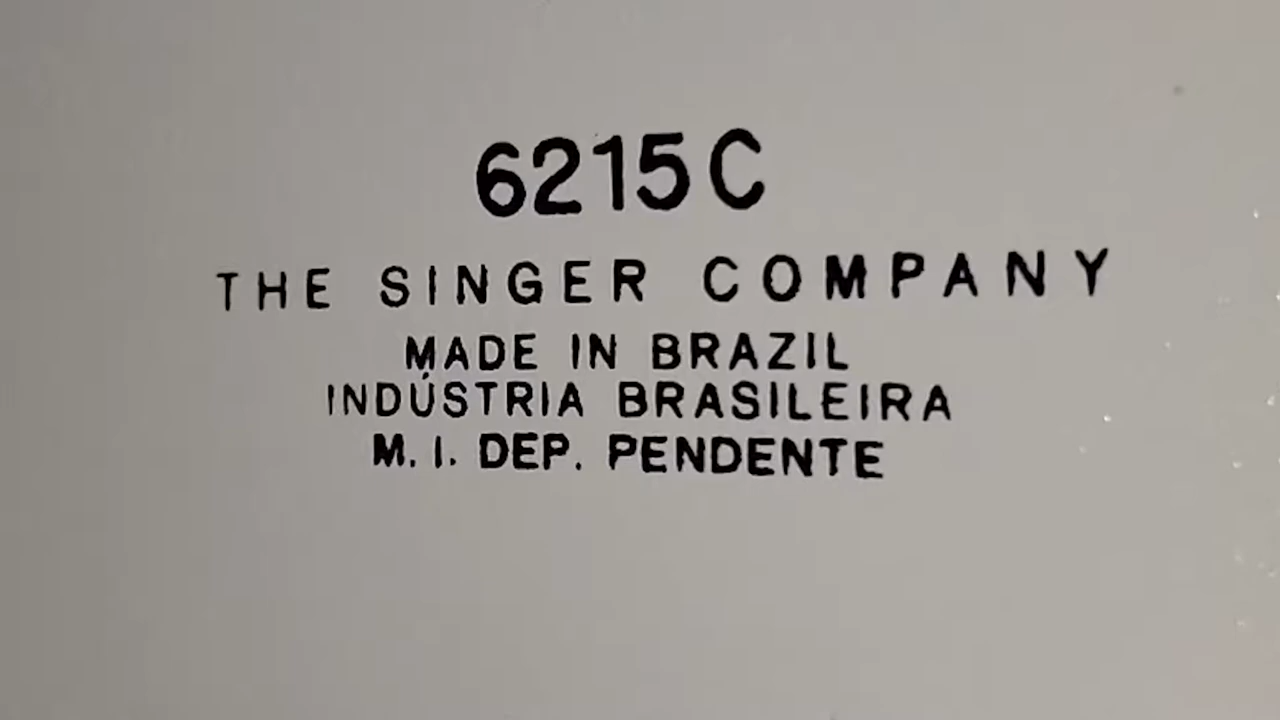 6215C
THE SINGER COMPANY
MADE IN BRAZIL
INDÚSTRIA BRASILEIRA
M. I. DEP. PENDENTE